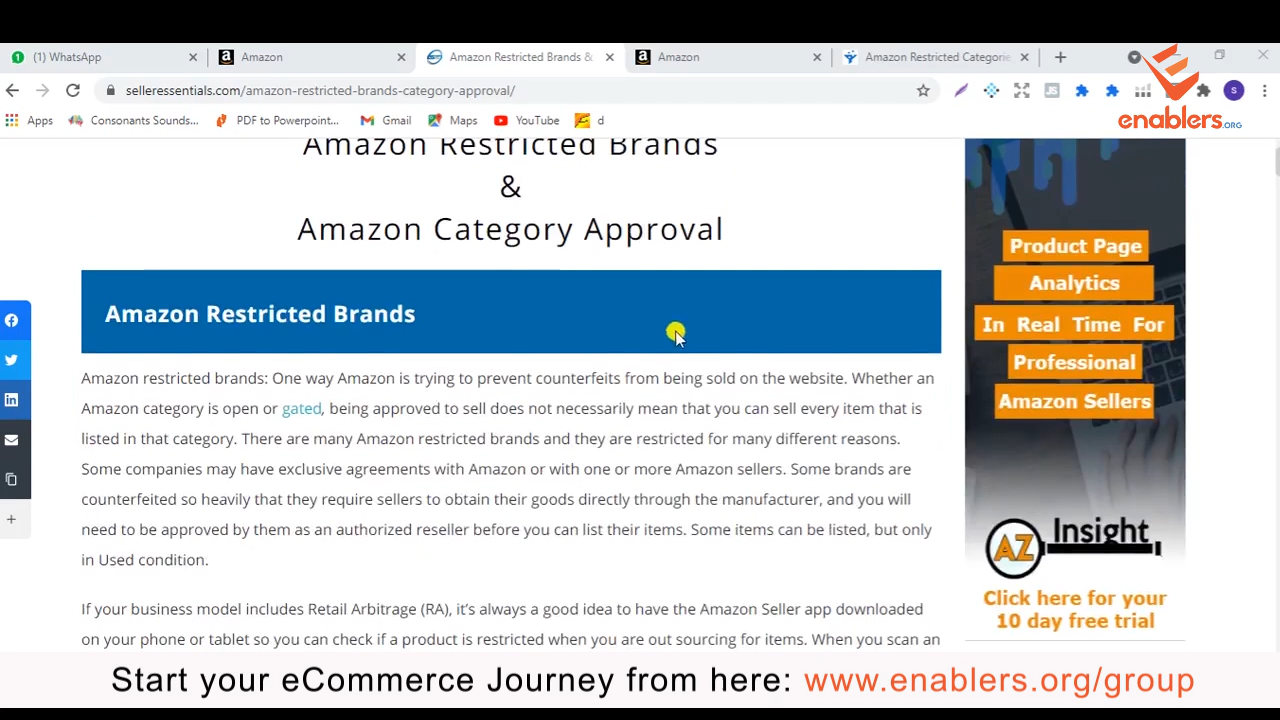 (1) WhatsApp
Amazon
Amazon Restricted Brands &
Amazon
Amazon Restricted Categorie
selleressentials.com/amazon-restricted-brands-category-approval/
JS
S
Apps
Consonants Sounds...
PDF to Powerpoint...
Gmail
Maps
YouTube
d
enablers.ORG
Amazon Restricted Brands
&
Amazon Category Approval
Amazon Restricted Brands
Amazon restricted brands: One way Amazon is trying to prevent counterfeits from being sold on the website. Whether an
Amazon category is open or gated, being approved to sell does not necessarily mean that you can sell every item that is
listed in that category. There are many Amazon restricted brands and they are restricted for many different reasons.
Some companies may have exclusive agreements with Amazon or with one or more Amazon sellers. Some brands are
counterfeited so heavily that they require sellers to obtain their goods directly through the manufacturer, and you will
need to be approved by them as an authorized reseller before you can list their items. Some items can be listed, but only
in Used condition.
If your business model includes Retail Arbitrage (RA), it's always a good idea to have the Amazon Seller app downloaded
on your phone or tablet so you can check if a product is restricted when you are out sourcing for items. When you scan an
Product Page
Analytics
In Real Time For
Professional
Amazon Sellers
AZ Insight
Click here for your
10 day free trial
Start your eCommerce Journey from here: www.enablers.org/group